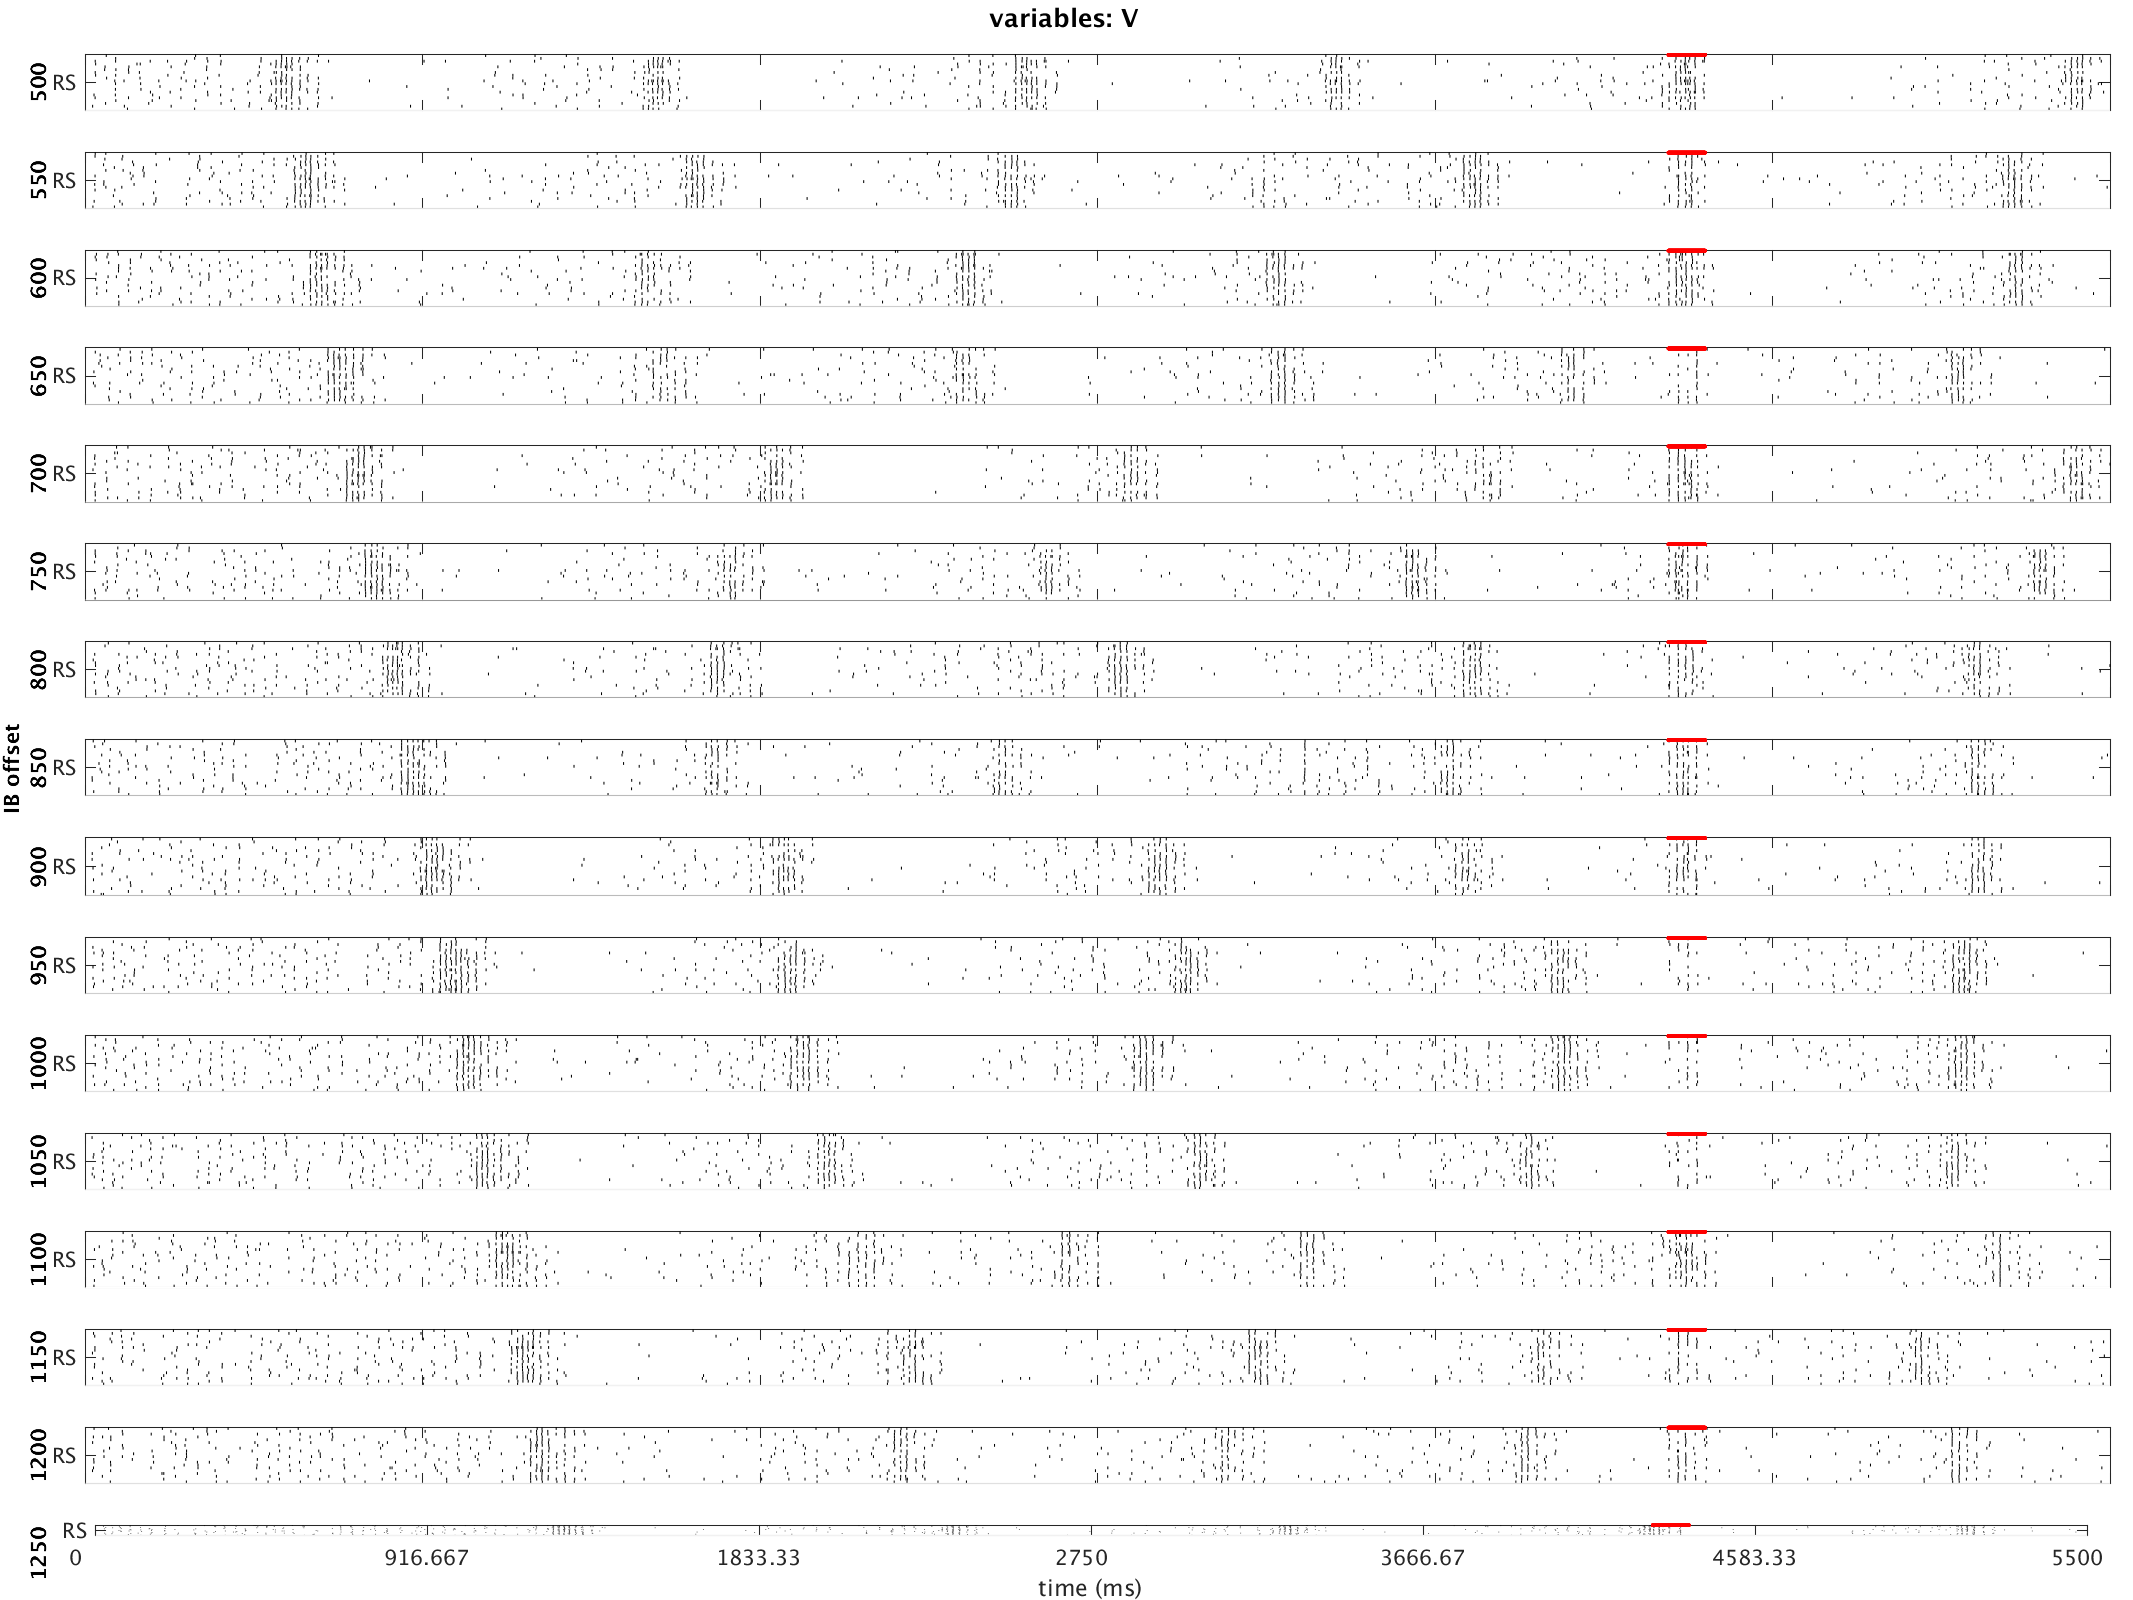 variables: V
500 RS
550 RS
600 RS
650 RS
700 RS
750 RS
800 RS
IB offset
850 RS
900 RS
950 RS
1000 RS
1050 RS
1100 RS
1150 RS
1200 RS
1250 RS
0 916.667 1833.33 2750 3666.67 4583.33 5500
time (ms)